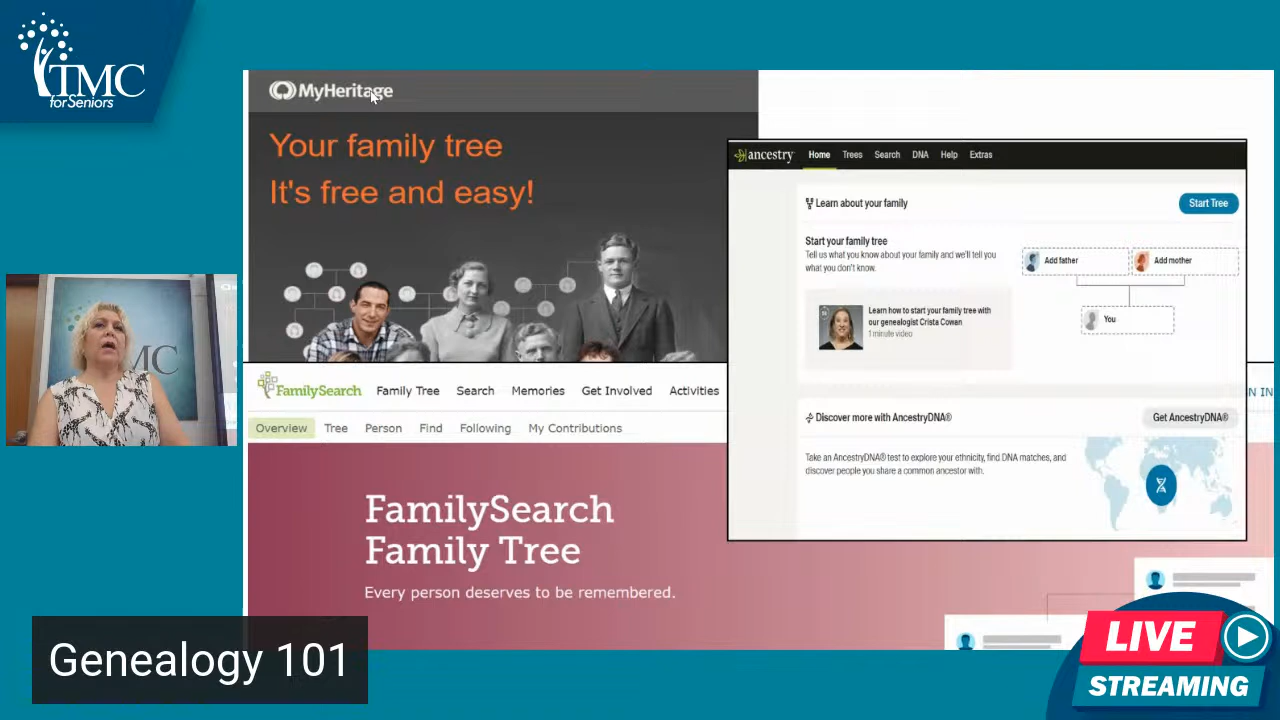 TMC
for Seniors
MyHeritage
Your family tree
It's free and easy!
ancestry Home Trees Search DNA Help Extras
Learn about your family
Start Tree
Start your family tree
Tell us what you know about your family and we'll tell you
what you don't know.
Add father
Add mother
You
Learn how to start your family tree with
our genealogist Crista Cowan
1 minute video
Discover more with AncestryDNA®
Get AncestryDNA®
Take an AncestryDNA® test to explore your ethnicity, find DNA matches, and
discover people you share a common ancestor with.
FamilySearch Family Tree Search Memories Get Involved Activities
IN
Overview Tree Person Find Following My Contributions
FamilySearch
Family Tree
Every person deserves to be remembered.
MC
Genealogy 101
LIVE
STREAMING